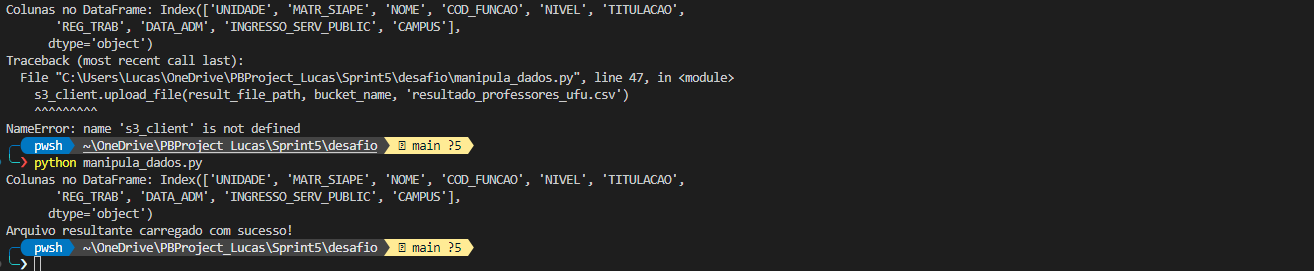 Colunas no DataFrame: Index(['UNIDADE', 'MATR_SIAPE', 'NOME', 'COD_FUNCAO', 'NIVEL', 'TITULACAO',
'REG_TRAB', 'DATA_ADM', 'INGRESSO_SERV_PUBLIC', 'CAMPUS'],
dtype='object')
Traceback (most recent call last):
File "C:\Users\Lucas\OneDrive\PBProject_Lucas\Sprint5\desafio\manipula_dados.py", line 47, in <module>
s3_client.upload_file(result_file_path, bucket_name, 'resultado_professores_ufu.csv')
^^^^^^^^^
NameError: name 's3_client' is not defined
pwsh ~\OneDrive\PBProject_Lucas\Sprint5\desafio main ?5
❯ python manipula_dados.py
Colunas no DataFrame: Index(['UNIDADE', 'MATR_SIAPE', 'NOME', 'COD_FUNCAO', 'NIVEL', 'TITULACAO',
'REG_TRAB', 'DATA_ADM', 'INGRESSO_SERV_PUBLIC', 'CAMPUS'],
dtype='object')
Arquivo resultante carregado com sucesso!
pwsh ~\OneDrive\PBProject_Lucas\Sprint5\desafio main ?5
❯